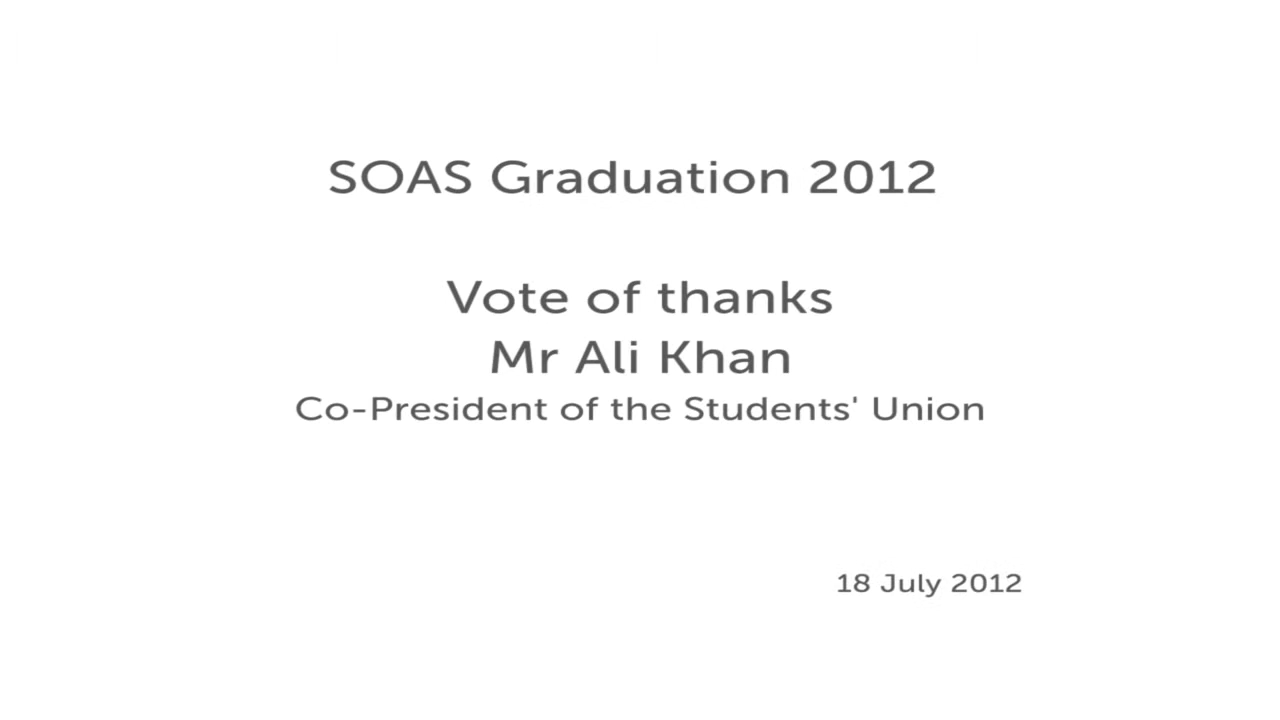 SOAS Graduation 2012
Vote of thanks
Mr Ali Khan
Co-President of the Students' Union
18 July 2012